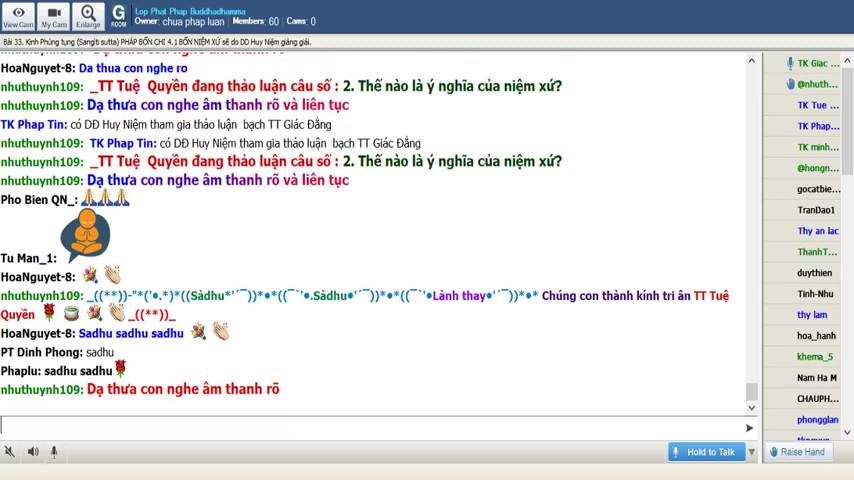 View Cam
My Cam
Enlarge
G
ROOM
Lop Phat Phap Buddhadhamma
Owner: chua phap luan Members: 60 Cams: 0
Bài 33. Kinh Phúng tụng (Sangiti sutta) PHÁP BỐN CHI 4.1 BỐN NIỆM XỨ sẽ do DD Huy Niệm giảng giải.
HoaNguyet-8: Da thua con nghe ro
nhuthuynh109: _TT Tuệ Quyền đang thảo luận câu số : 2. Thế nào là ý nghĩa của niệm xứ?
nhuthuynh109: Dạ thưa con nghe âm thanh rõ và liên tục
TK Phap Tin: có DĐ Huy Niệm tham gia thảo luận bạch TT Giác Đẳng
nhuthuynh109: TK Phap Tin: có DĐ Huy Niệm tham gia thảo luận bạch TT Giác Đẳng
nhuthuynh109: _TT Tuệ Quyền đang thảo luận câu số : 2. Thế nào là ý nghĩa của niệm xứ?
nhuthuynh109: Dạ thưa con nghe âm thanh rõ và liên tục
Pho Bien QN_:
Tu Man_1:
HoaNguyet-8:
nhuthuynh109: _((**))-"*('•.*)*((Sàdhu*'´¯))*•*((¯`'•.Sàdhu•'´¯))*•*((¯`'•Lành thay•'´¯))*•* Chúng con thành kính tri ân TT Tuệ
Quyền _((**))_
HoaNguyet-8: Sadhu sadhu sadhu
PT Dinh Phong: sadhu
Phaplu: sadhu sadhu
nhuthuynh109: Dạ thưa con nghe âm thanh rõ
Hold to Talk
TK Giac ...
@nhuth...
TK Tue ...
TK Phap...
TK minh...
@hongn...
gocatbie...
TranDao1
Thy an lac
ThanhT...
duythien
Tinh-Nhu
thy lam
hoa_hanh
khema_5
Nam Ha M
CHAUPH...
phongglan
Raise Hand